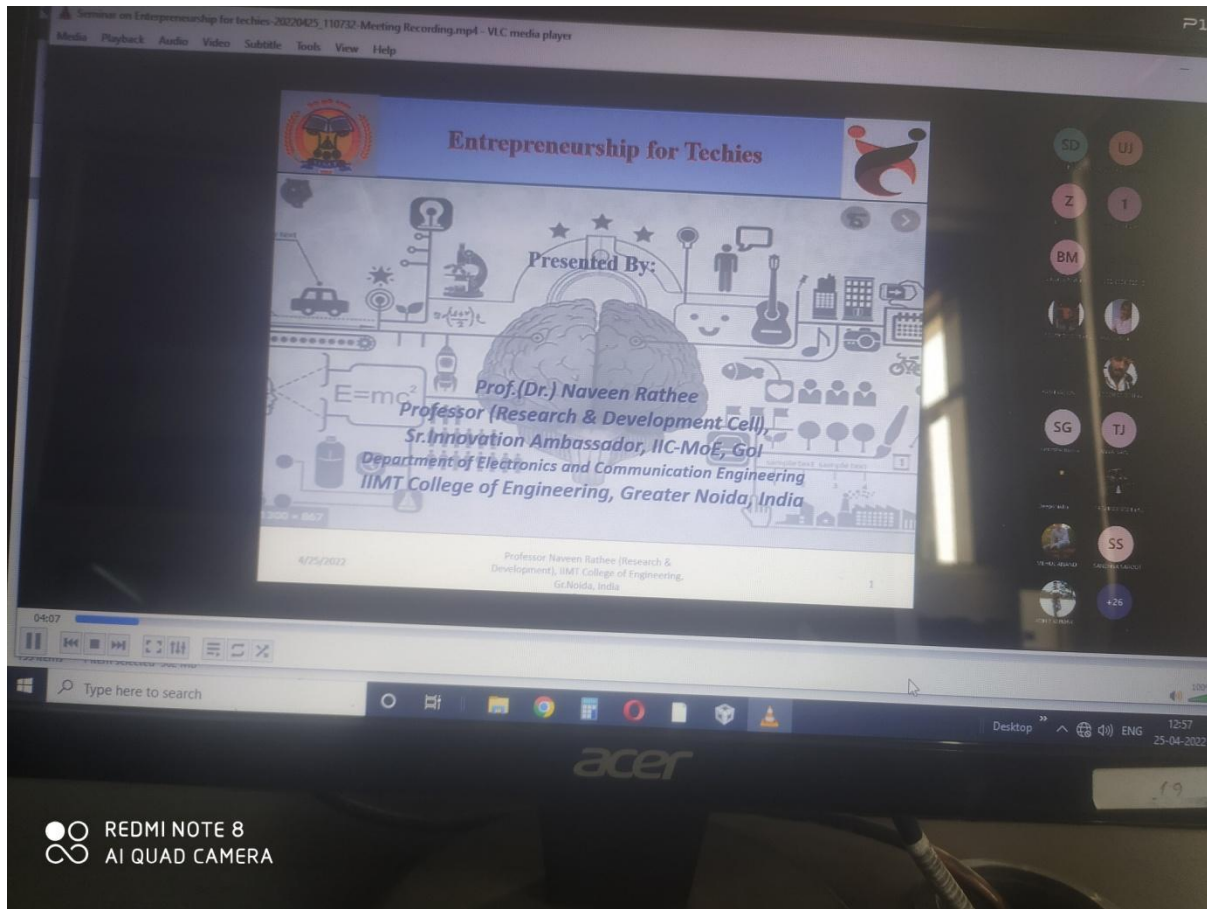 Seminar on Enterpreneurship for techies-20220425_110732-Meeting Recording.mp4 - VLC media player
Media Playback Audio Video Subtitle Tools View Help
Entrepreneurship for Techies
Presented By:
E=mc²
Prof.(Dr.) Naveen Rathee
Professor (Research & Development Cell),
Sr.Innovation Ambassador, IIC-MoE, GoI
Department of Electronics and Communication Engineering
IIMT College of Engineering, Greater Noida, India
4/25/2022
Professor Naveen Rathee (Research &
Development), IIMT College of Engineering,
Gr.Noida, India
1
SD UJ
Z 1
BM
SG TJ
SS
+26
04:07
Type here to search
Desktop
ENG
12:57
25-04-2022
100%
acer
19
REDMI NOTE 8
AI QUAD CAMERA